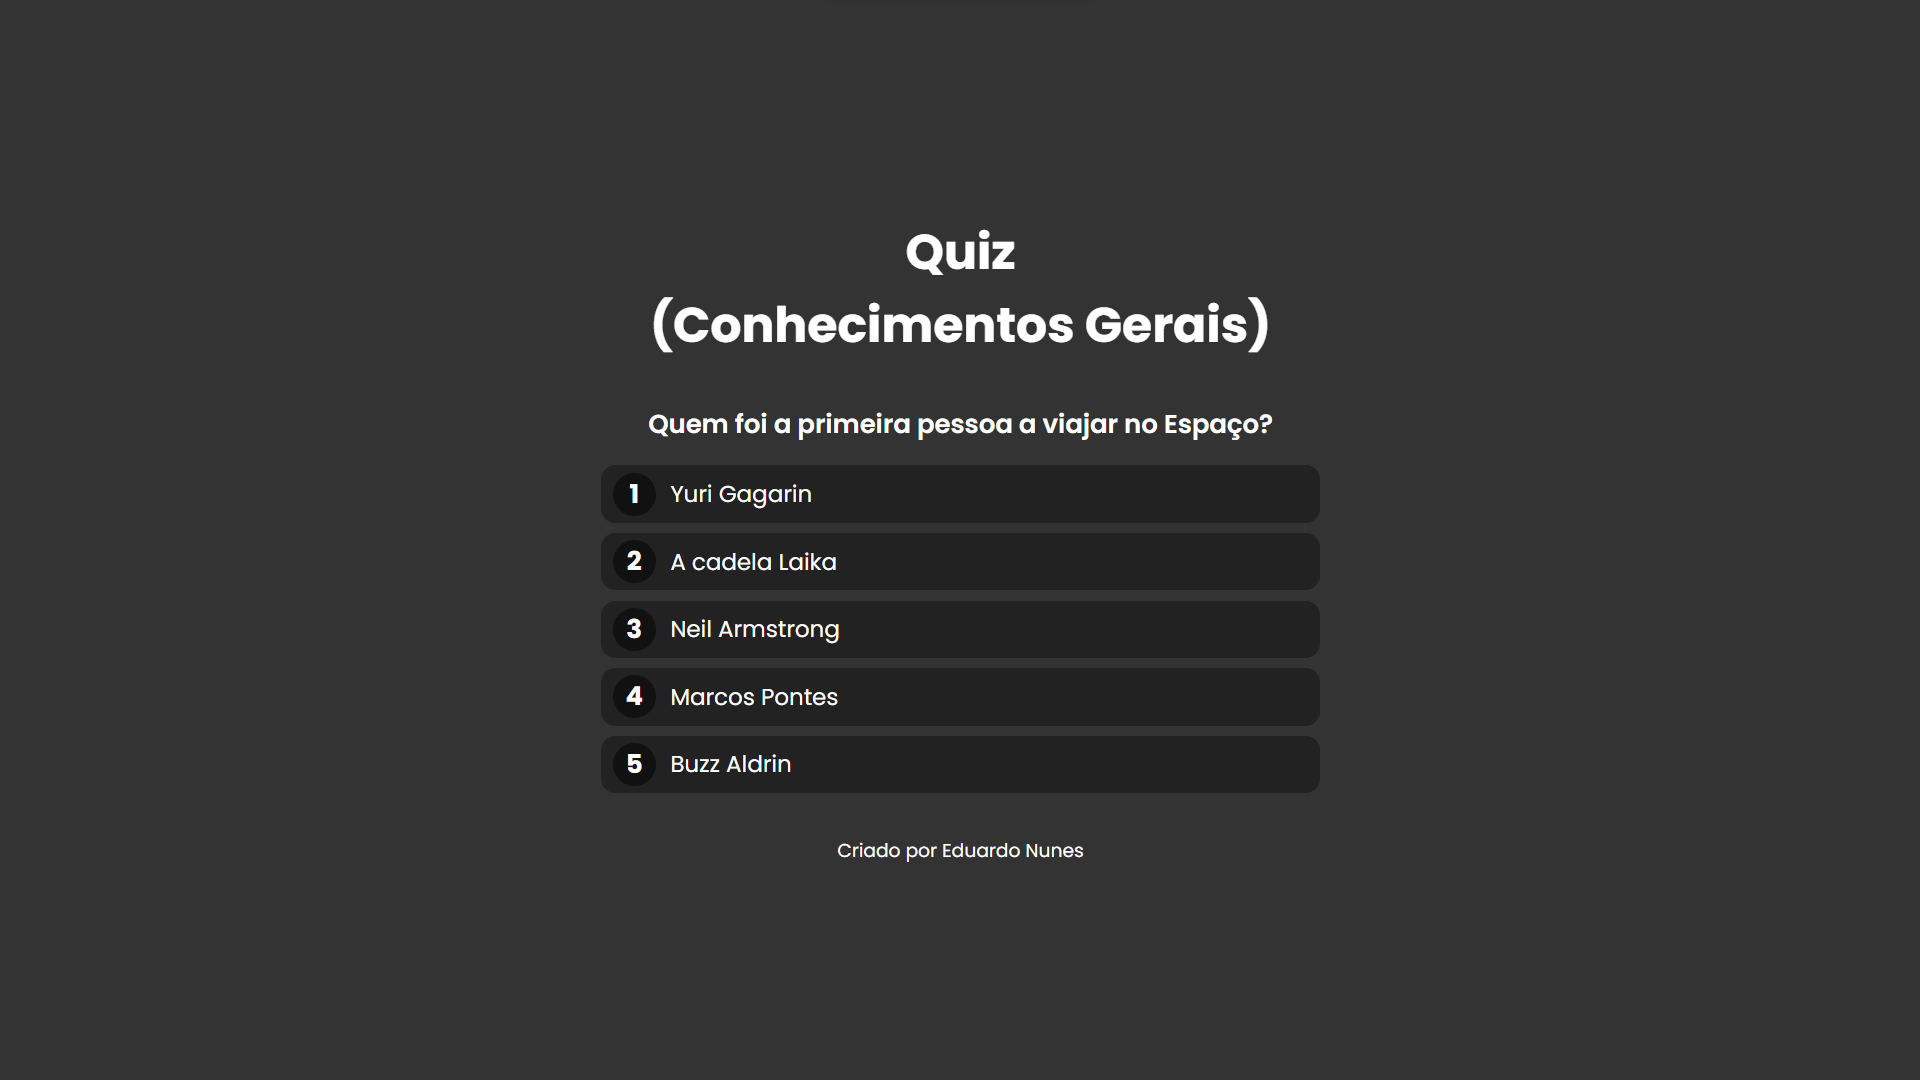 Quiz
(Conhecimentos Gerais)
Quem foi a primeira pessoa a viajar no Espaço?
1 Yuri Gagarin
2 A cadela Laika
3 Neil Armstrong
4 Marcos Pontes
5 Buzz Aldrin
Criado por Eduardo Nunes